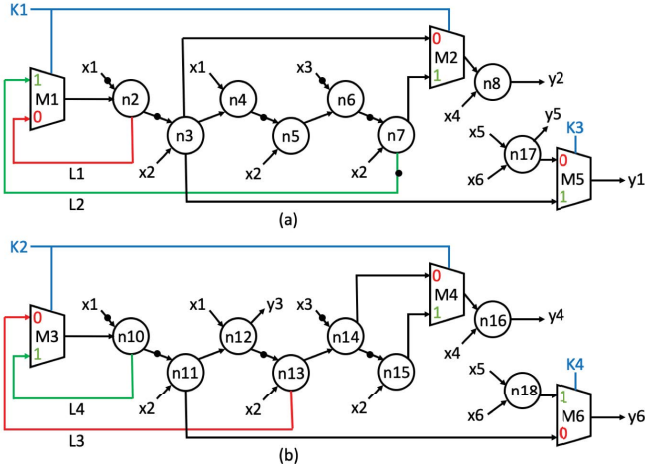 K1
0
M2
1
x1
x1
x3
1
M1
0
n2
n4
n6
n8
y2
x4
n3
n5
n7
x2
x2
x2
L1
L2
x5
y5
K3
n17
0
M5
1
x6
y1
(a)
K2
0
M4
1
x1
x1
y3
x3
0
M3
1
n10
n12
n14
n16
y4
x4
n11
n13
n15
x2
x2
x2
L4
L3
x5
K4
n18
1
M6
0
x6
y6
(b)